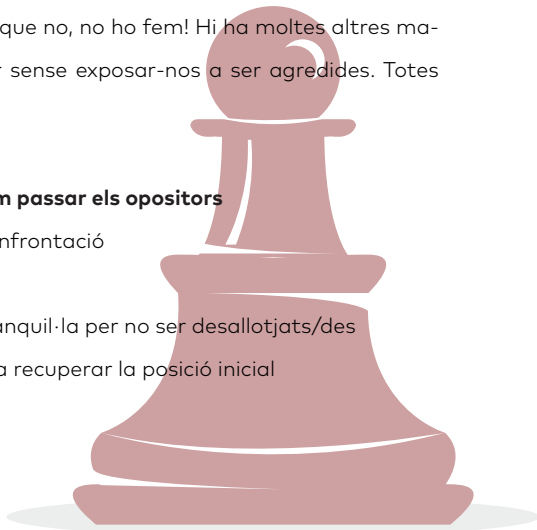 que no, no ho fem! Hi ha moltes altres ma-
sense exposar-nos a ser agredides. Totes
passar els opositors
nfrontació
anquil·la per no ser desallotjats/des
a recuperar la posició inicial